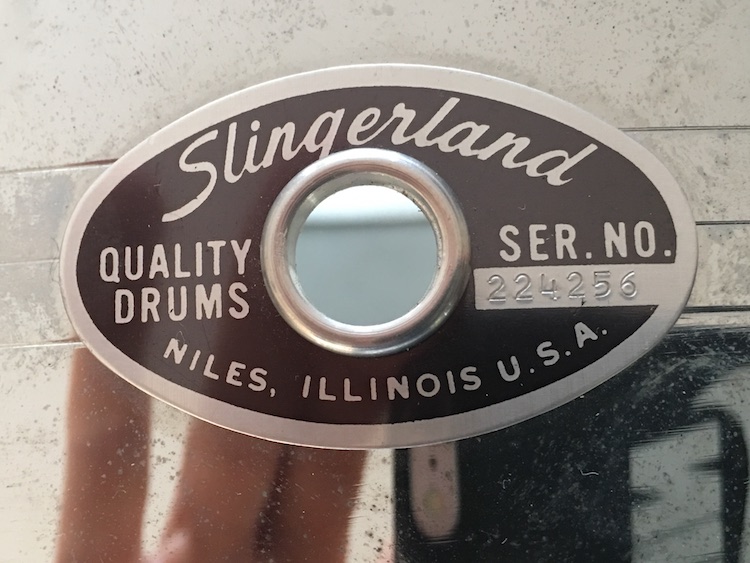 Slingerland
QUALITY
DRUMS
SER. NO.
224256
NILES, ILLINOIS U.S.A.